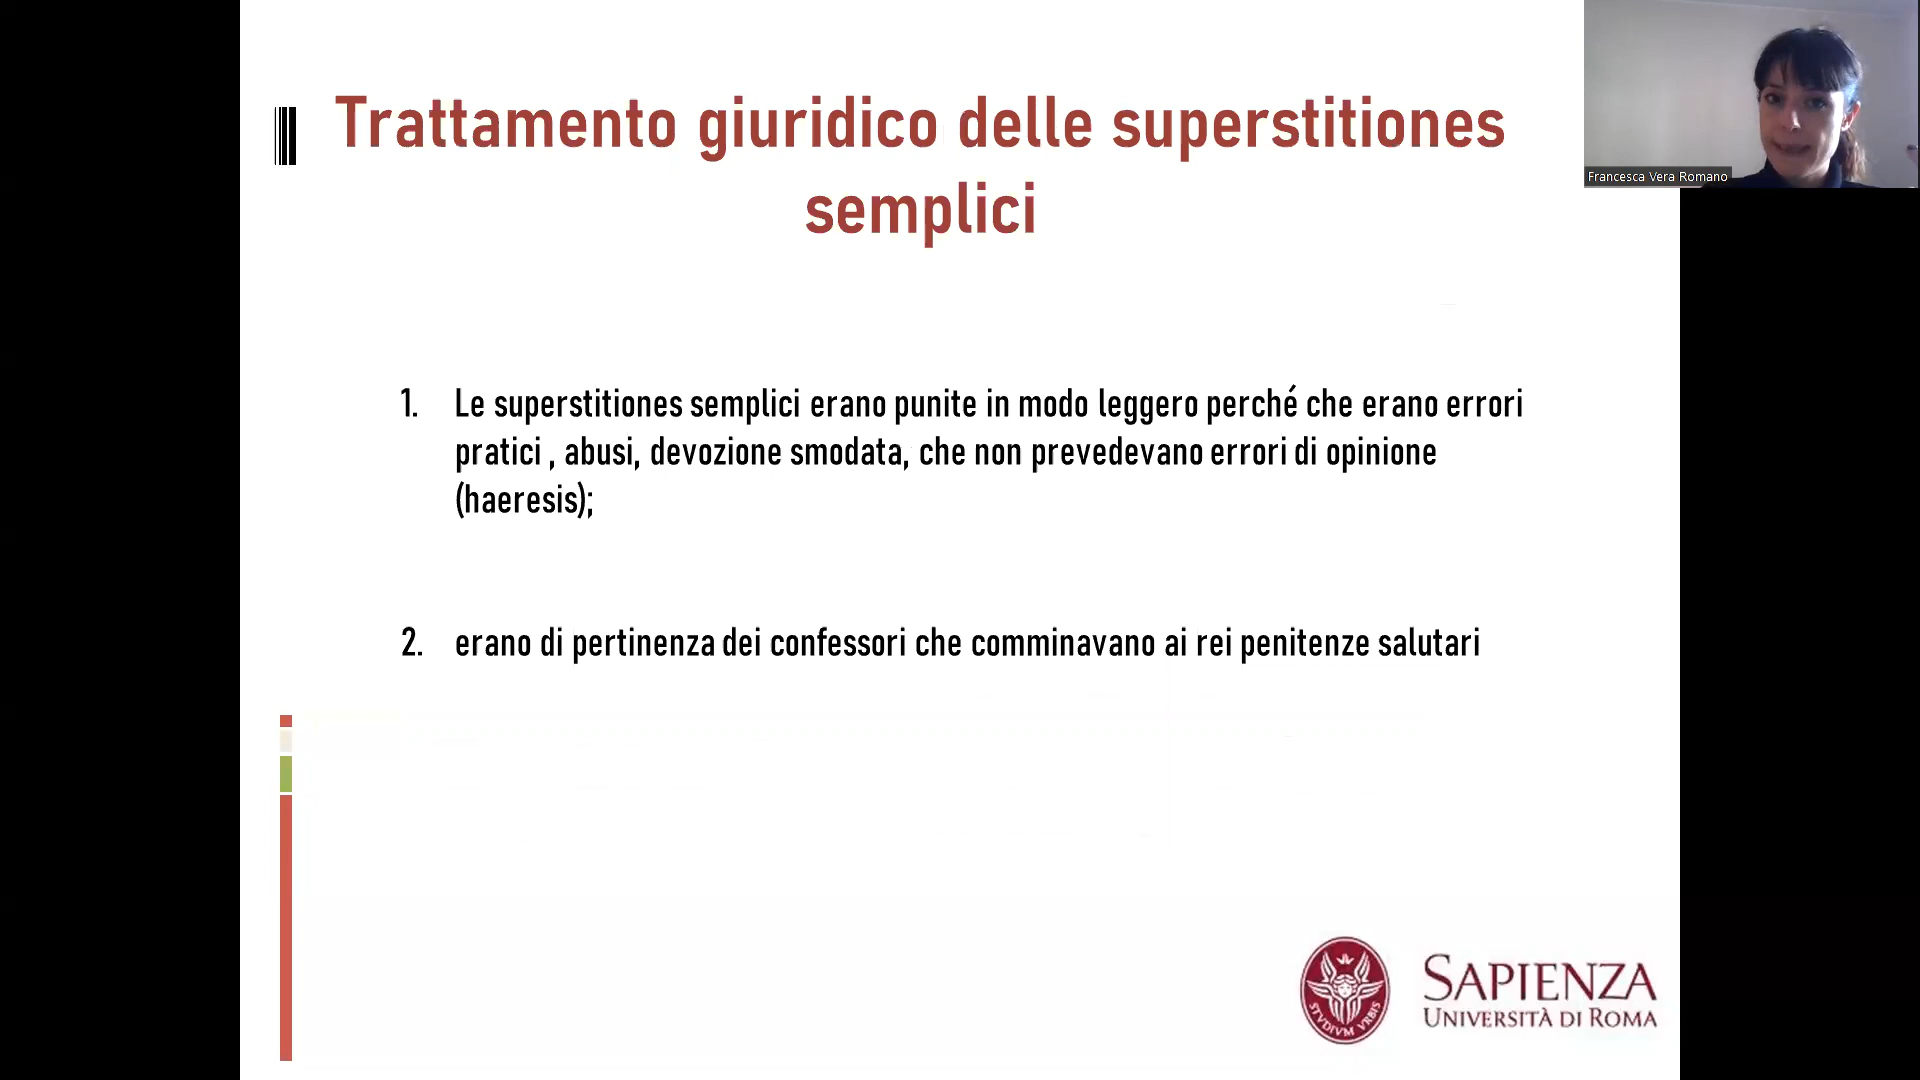 Trattamento giuridico delle superstitiones
semplici
Francesca Vera Romano
1. Le superstitiones semplici erano punite in modo leggero perché che erano errori
pratici , abusi, devozione smodata, che non prevedevano errori di opinione
(haeresis);
2. erano di pertinenza dei confessori che comminavano ai rei penitenze salutari
STVDIVM VRBIS
SAPIENZA
UNIVERSITÀ DI ROMA